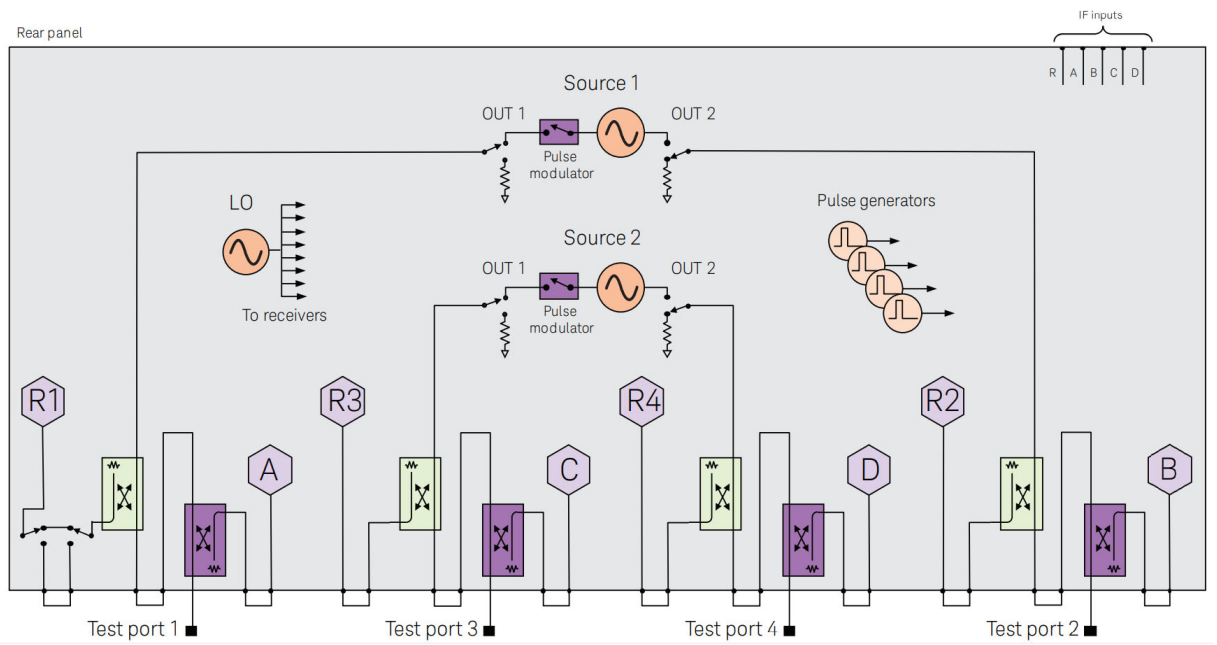 IF inputs
Rear panel
R A B C D
Source 1
OUT 1
OUT 2
Pulse
modulator
LO
Pulse generators
Source 2
OUT 1
OUT 2
Pulse
modulator
To receivers
R1
R3
R4
R2
A
C
D
B
Test port 1
Test port 3
Test port 4
Test port 2